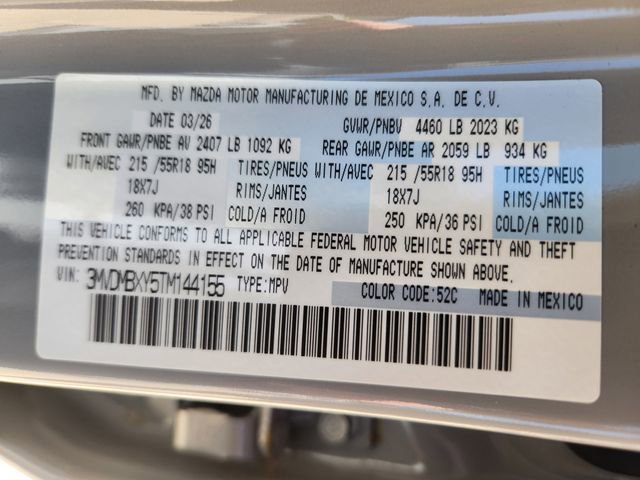 MFD. BY MAZDA MOTOR MANUFACTURING DE MEXICO S.A. DE C.V.
DATE 03/26 GVWR/PNBV 4460 LB 2023 KG
FRONT GAWR/PNBE AV 2407 LB 1092 KG REAR GAWR/PNBE AR 2059 LB 934 KG
WITH/AVEC 215 /55R18 95H TIRES/PNEUS WITH/AVEC 215 /55R18 95H TIRES/PNEUS
18X7J RIMS/JANTES 18X7J RIMS/JANTES
260 KPA/38 PSI COLD/A FROID 250 KPA/36 PSI COLD/A FROID
THIS VEHICLE CONFORMS TO ALL APPLICABLE FEDERAL MOTOR VEHICLE SAFETY AND THEFT
PREVENTION STANDARDS IN EFFECT ON THE DATE OF MANUFACTURE SHOWN ABOVE.
VIN: 3MVDMBXY5TM144155 TYPE:MPV COLOR CODE:52C MADE IN MEXICO